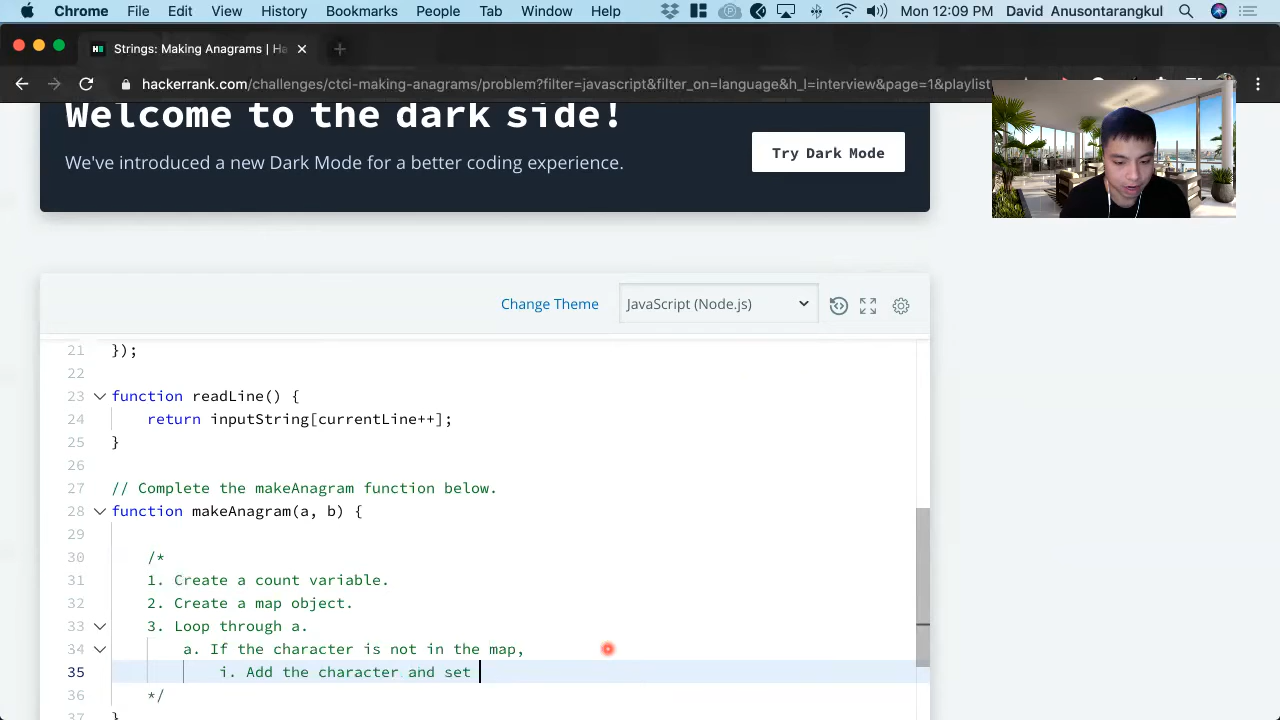 Chrome File Edit View History Bookmarks People Tab Window Help Mon 12:09 PM David Anusontarangkul
Strings: Making Anagrams | Ha
hackerrank.com/challenges/ctci-making-anagrams/problem?filter=javascript&filter_on=language&h_l=interview&page=1&playlist
Welcome to the dark side!
We've introduced a new Dark Mode for a better coding experience.
Try Dark Mode
Change Theme JavaScript (Node.js)
21 });
22
23 function readLine() {
24 return inputString[currentLine++];
25 }
26
27 // Complete the makeAnagram function below.
28 function makeAnagram(a, b) {
29
30 /*
31 1. Create a count variable.
32 2. Create a map object.
33 3. Loop through a.
34 a. If the character is not in the map,
35 i. Add the character and set
36 */
37 }